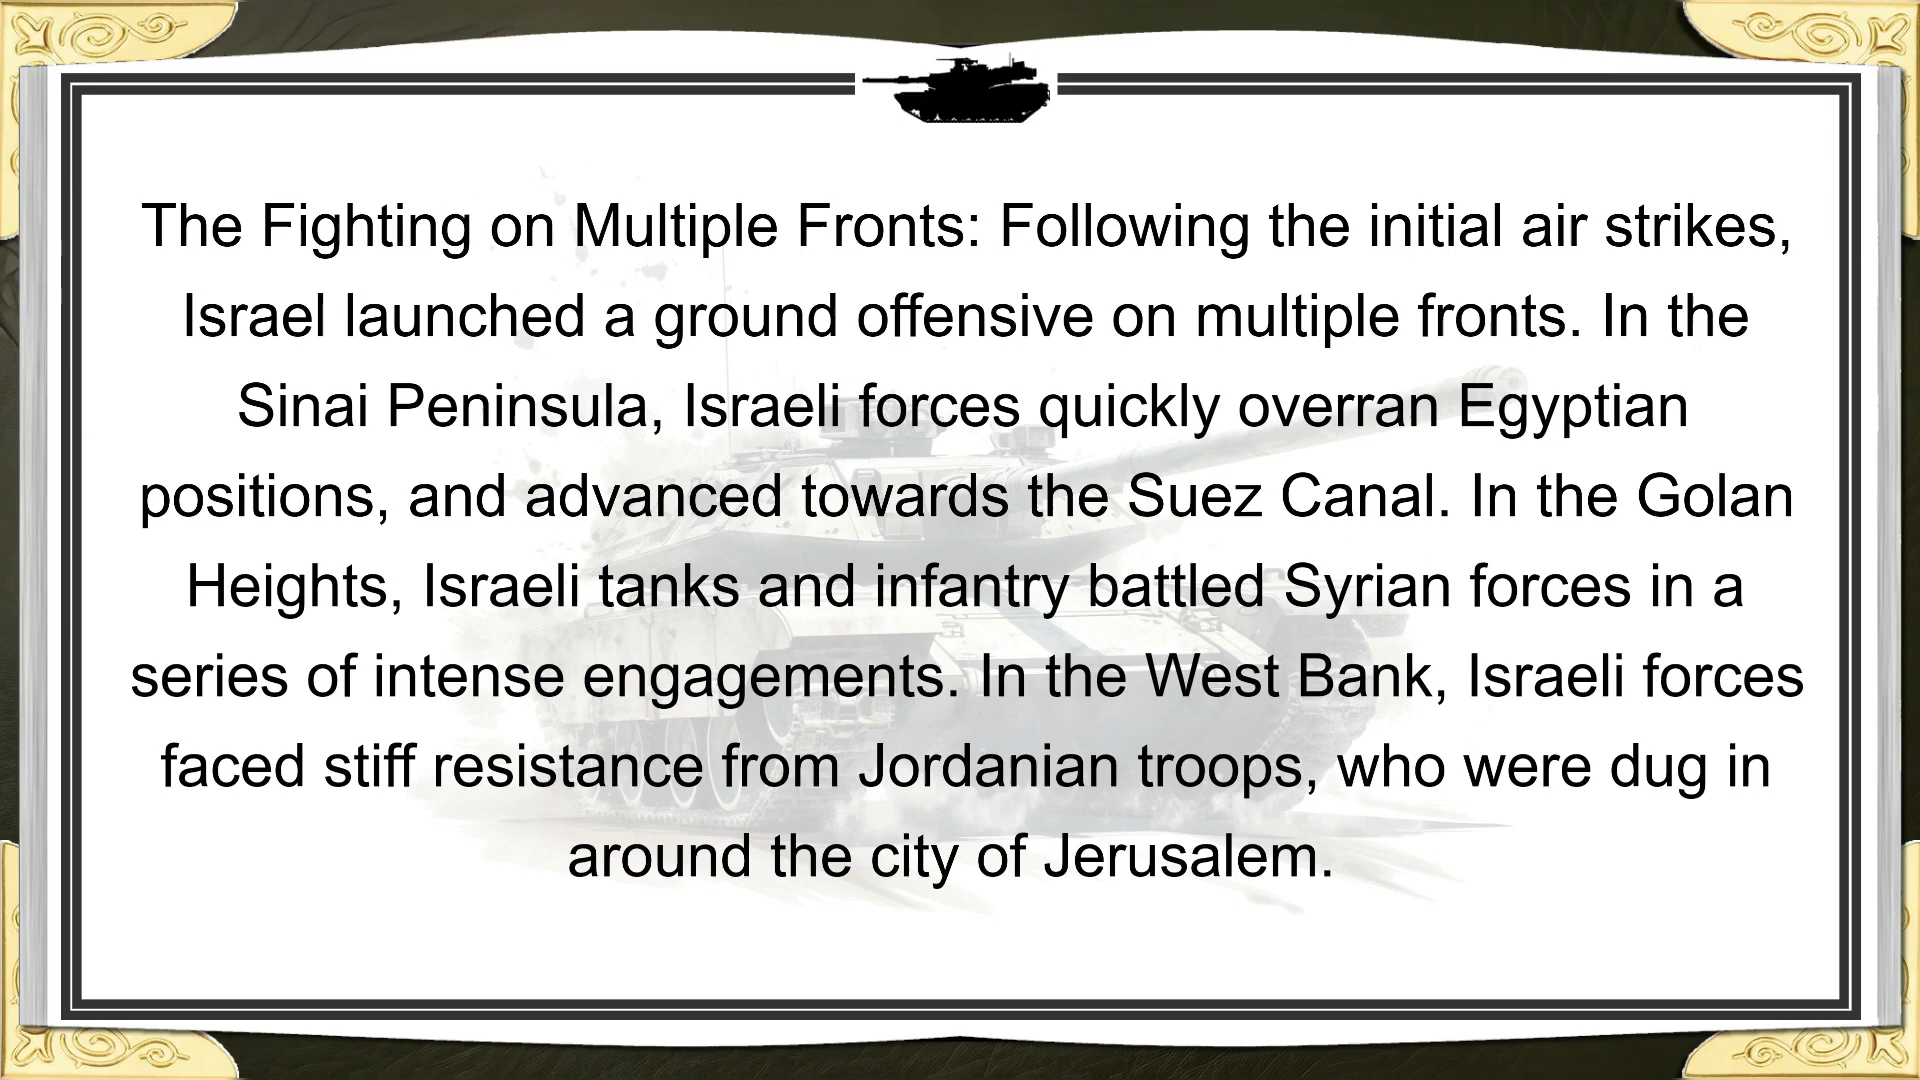 The Fighting on Multiple Fronts: Following the initial air strikes,
Israel launched a ground offensive on multiple fronts. In the
Sinai Peninsula, Israeli forces quickly overran Egyptian
positions, and advanced towards the Suez Canal. In the Golan
Heights, Israeli tanks and infantry battled Syrian forces in a
series of intense engagements. In the West Bank, Israeli forces
faced stiff resistance from Jordanian troops, who were dug in
around the city of Jerusalem.